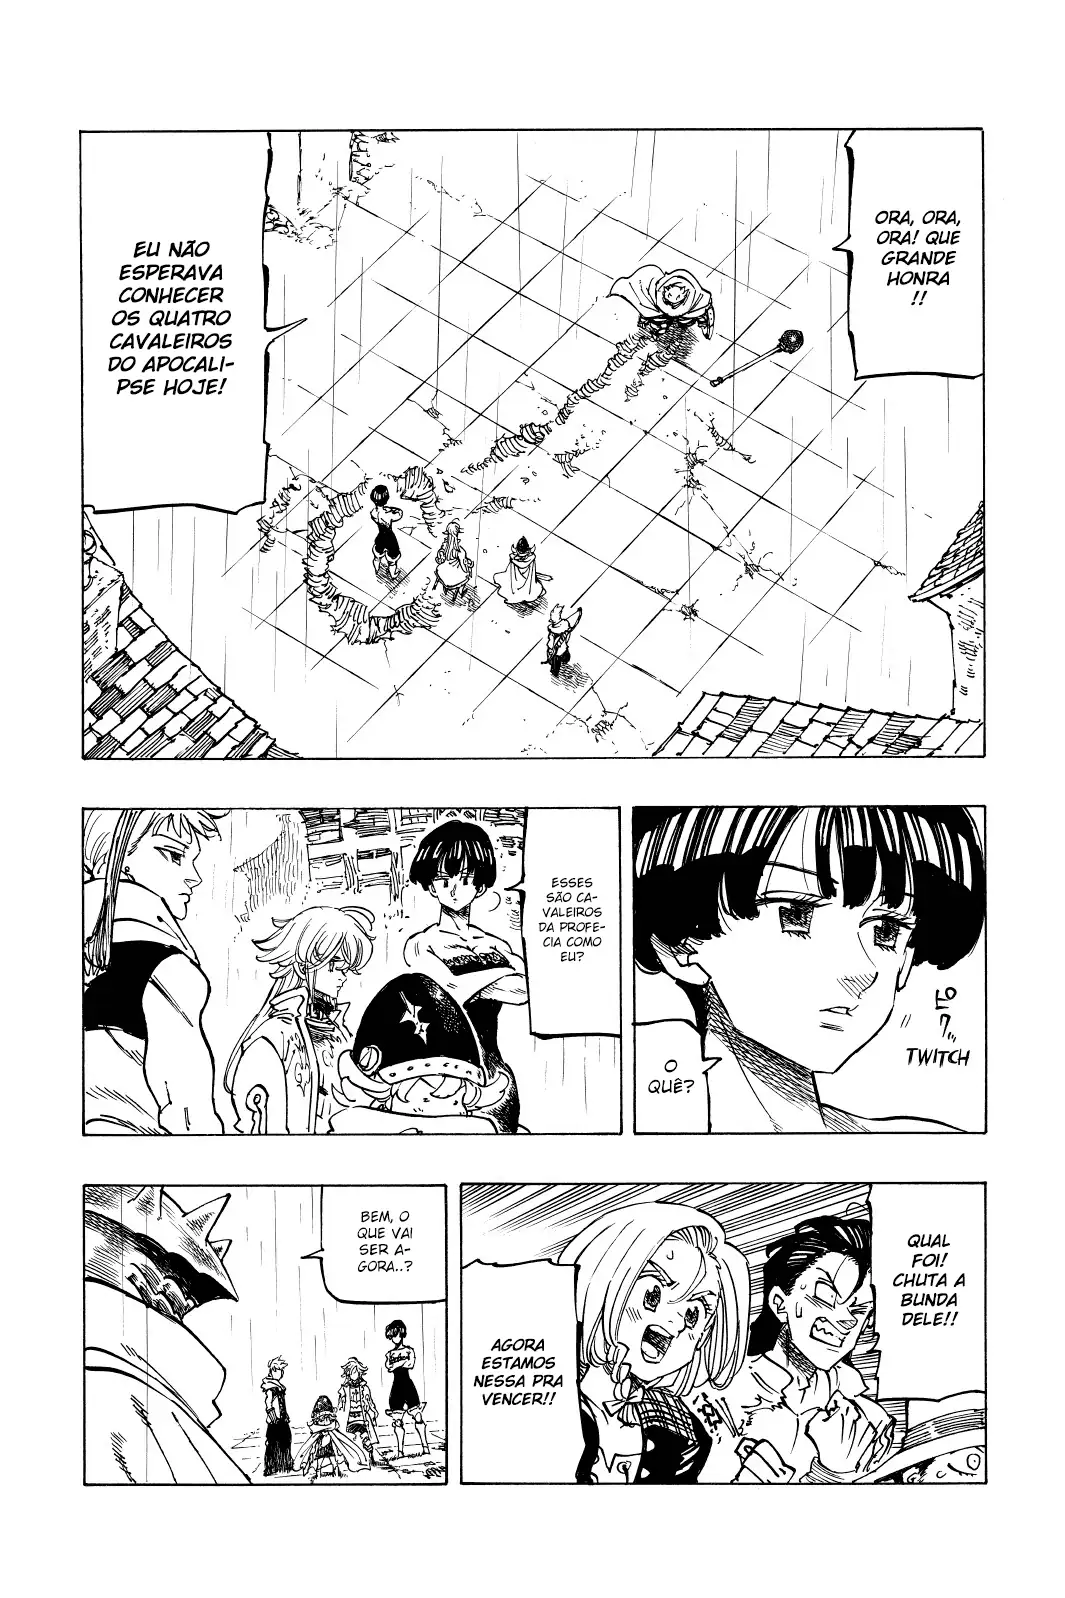 ORA, ORA,
ORA! QUE
GRANDE
HONRA
!!
EU NÃO
ESPERAVA
CONHECER
OS QUATRO
CAVALEIROS
DO APOCALI-
PSE HOJE!
ESSES
SÃO CA-
VALEIROS
DA PROFE-
CIA COMO
EU?
O
QUÊ?
TWITCH
BEM, O
QUE VAI
SER A-
GORA..?
QUAL
FOI!
CHUTA A
BUNDA
DELE!!
AGORA
ESTAMOS
NESSA PRA
VENCER!!